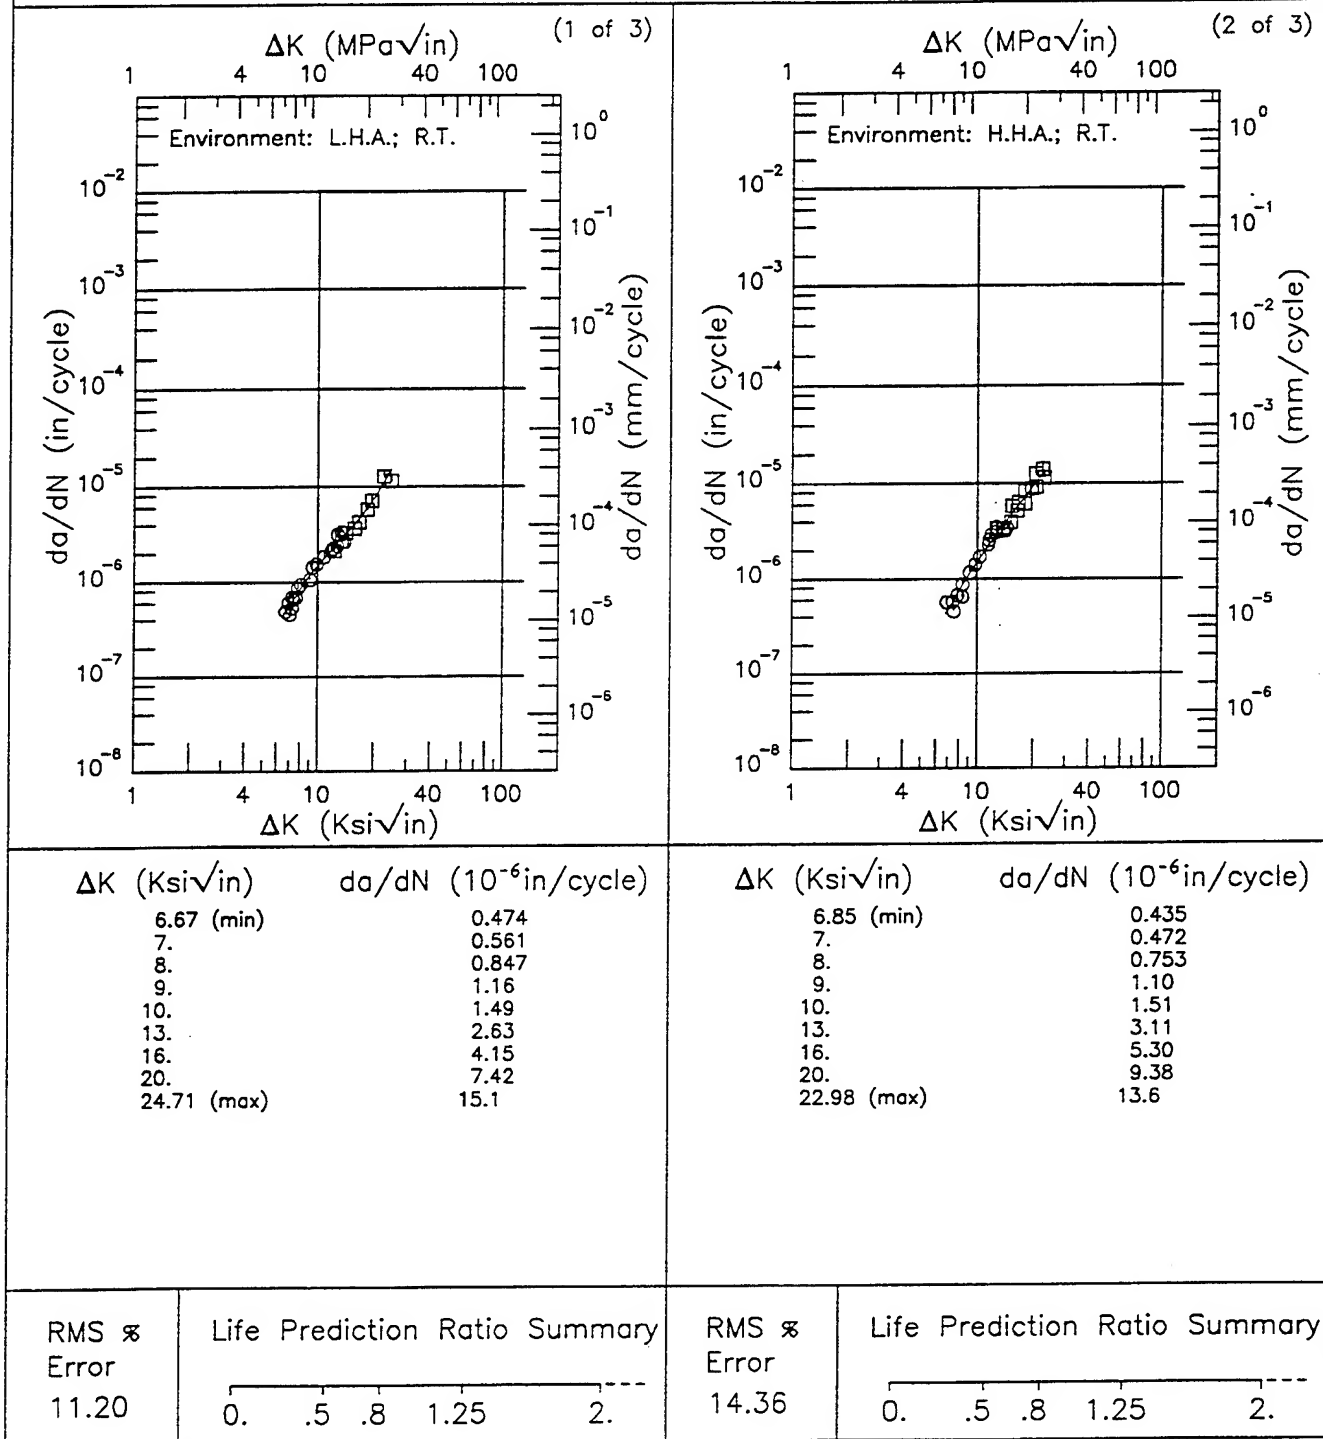 (1 of 3)
ΔK (MPa√in)
1 4 10 40 100
Environment: L.H.A.; R.T.
da/dN (in/cycle)
10⁻²
10⁻³
10⁻⁴
10⁻⁵
10⁻⁶
10⁻⁷
10⁻⁸
10⁰
10⁻¹
10⁻²
10⁻³
10⁻⁴
10⁻⁵
10⁻⁶
da/dN (mm/cycle)
1 4 10 40 100
ΔK (Ksi√in)
ΔK (Ksi√in) da/dN (10⁻⁶in/cycle)
6.67 (min) 0.474
7. 0.561
8. 0.847
9. 1.16
10. 1.49
13. 2.63
16. 4.15
20. 7.42
24.71 (max) 15.1
RMS %
Error
11.20
Life Prediction Ratio Summary
0. .5 .8 1.25 2.
(2 of 3)
ΔK (MPa√in)
1 4 10 40 100
Environment: H.H.A.; R.T.
da/dN (in/cycle)
10⁻²
10⁻³
10⁻⁴
10⁻⁵
10⁻⁶
10⁻⁷
10⁻⁸
10⁰
10⁻¹
10⁻²
10⁻³
10⁻⁴
10⁻⁵
10⁻⁶
da/dN (mm/cycle)
1 4 10 40 100
ΔK (Ksi√in)
ΔK (Ksi√in) da/dN (10⁻⁶in/cycle)
6.85 (min) 0.435
7. 0.472
8. 0.753
9. 1.10
10. 1.51
13. 3.11
16. 5.30
20. 9.38
22.98 (max) 13.6
RMS %
Error
14.36
Life Prediction Ratio Summary
0. .5 .8 1.25 2.